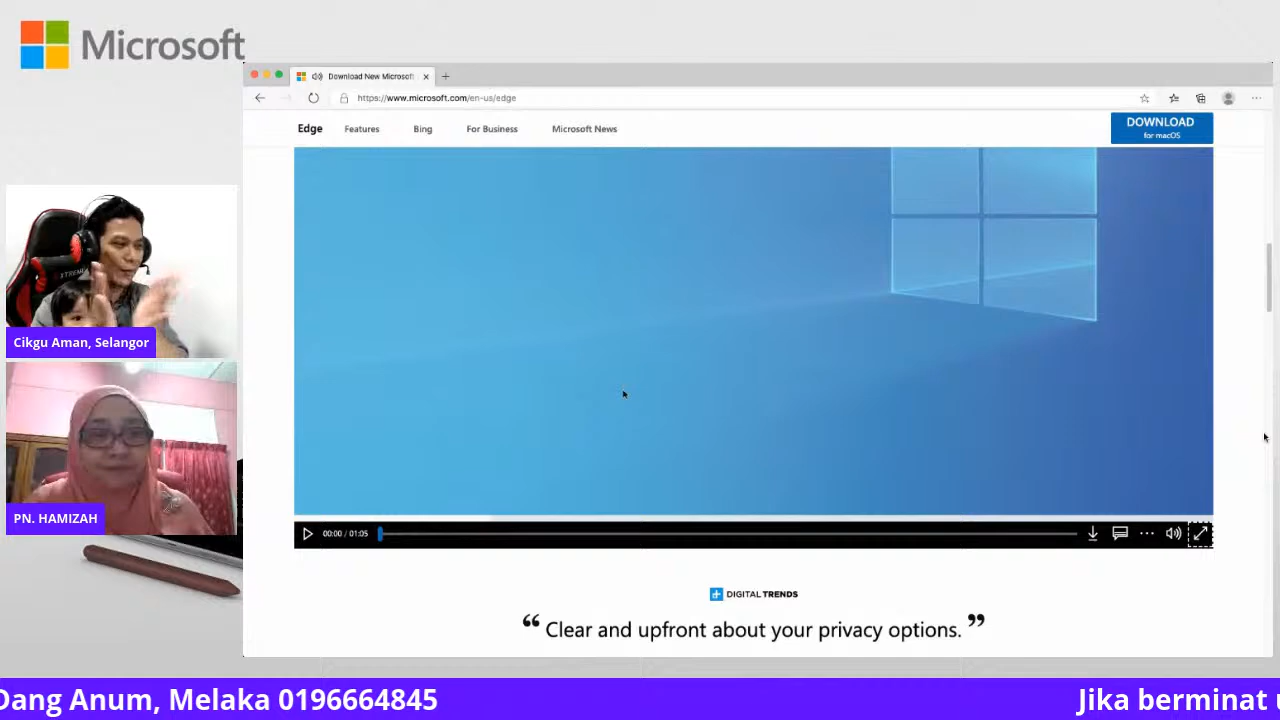 Microsoft
Download New Microsoft
https://www.microsoft.com/en-us/edge
Edge
Features
Bing
For Business
Microsoft News
DOWNLOAD
for macOS
XTREME
Cikgu Aman, Selangor
PN. HAMIZAH
00:00 / 01:05
DIGITAL TRENDS
“ Clear and upfront about your privacy options. ”
Dang Anum, Melaka 0196664845
Jika berminat u